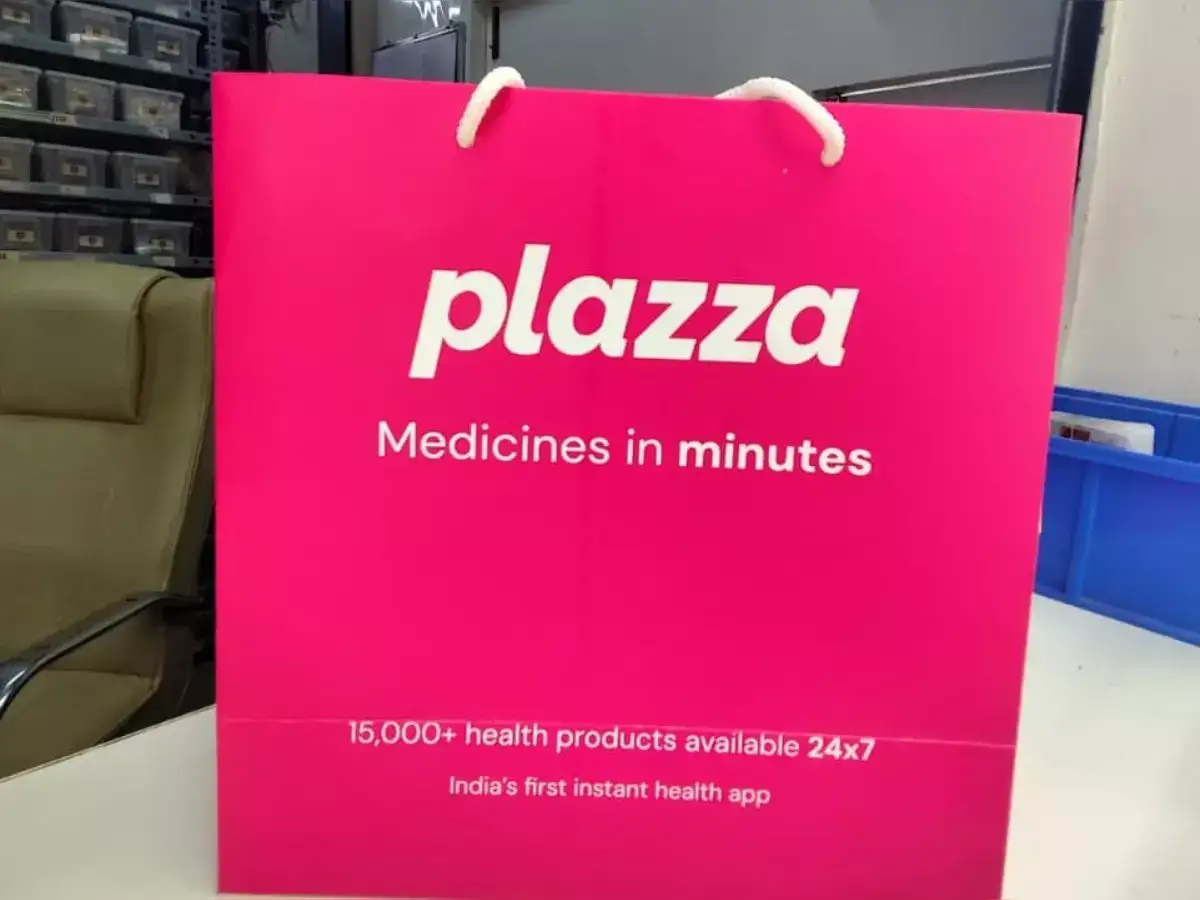 plazza
Medicines in minutes
15,000+ health products available 24x7
India's first instant health app